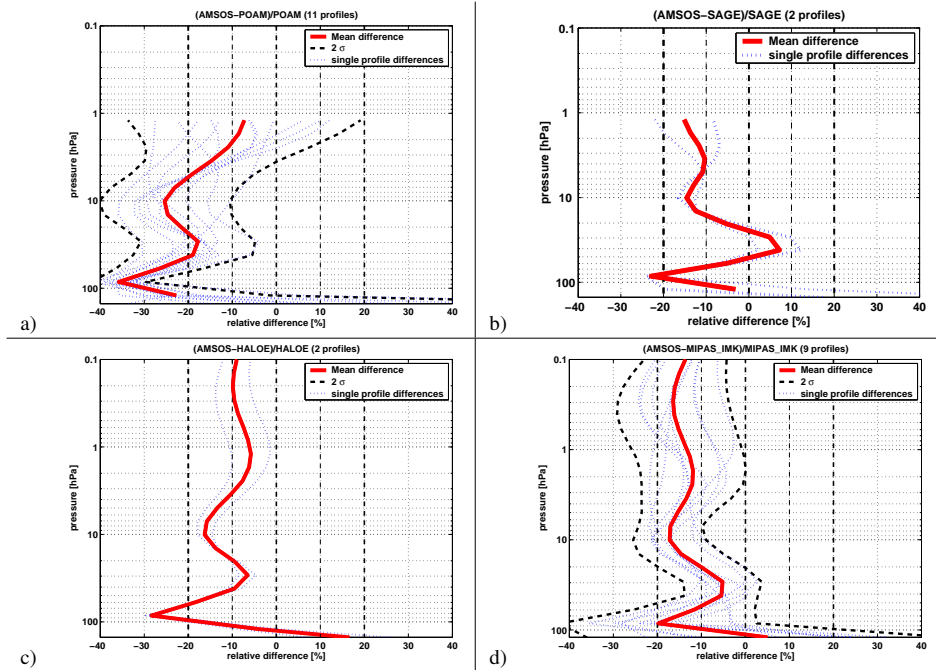 (AMSOS−POAM)/POAM (11 profiles)
a)
0.1
1
10
100
pressure [hPa]
Mean difference
2 σ
single profile differences
−40 −30 −20 −10 0 10 20 30 40
relative difference [%]
(AMSOS−SAGE)/SAGE (2 profiles)
b)
0.1
1
10
100
pressure [hPa]
Mean difference
single profile differences
−40 −30 −20 −10 0 10 20 30 40
relative difference [%]
(AMSOS−HALOE)/HALOE (2 profiles)
c)
0.1
1
10
100
pressure [hPa]
Mean difference
2 σ
single profile differences
−40 −30 −20 −10 0 10 20 30 40
relative difference [%]
(AMSOS−MIPAS_IMK)/MIPAS_IMK (9 profiles)
d)
0.1
1
10
100
pressure [hPa]
Mean difference
2 σ
single profile differences
−40 −30 −20 −10 0 10 20 30 40
relative difference [%]